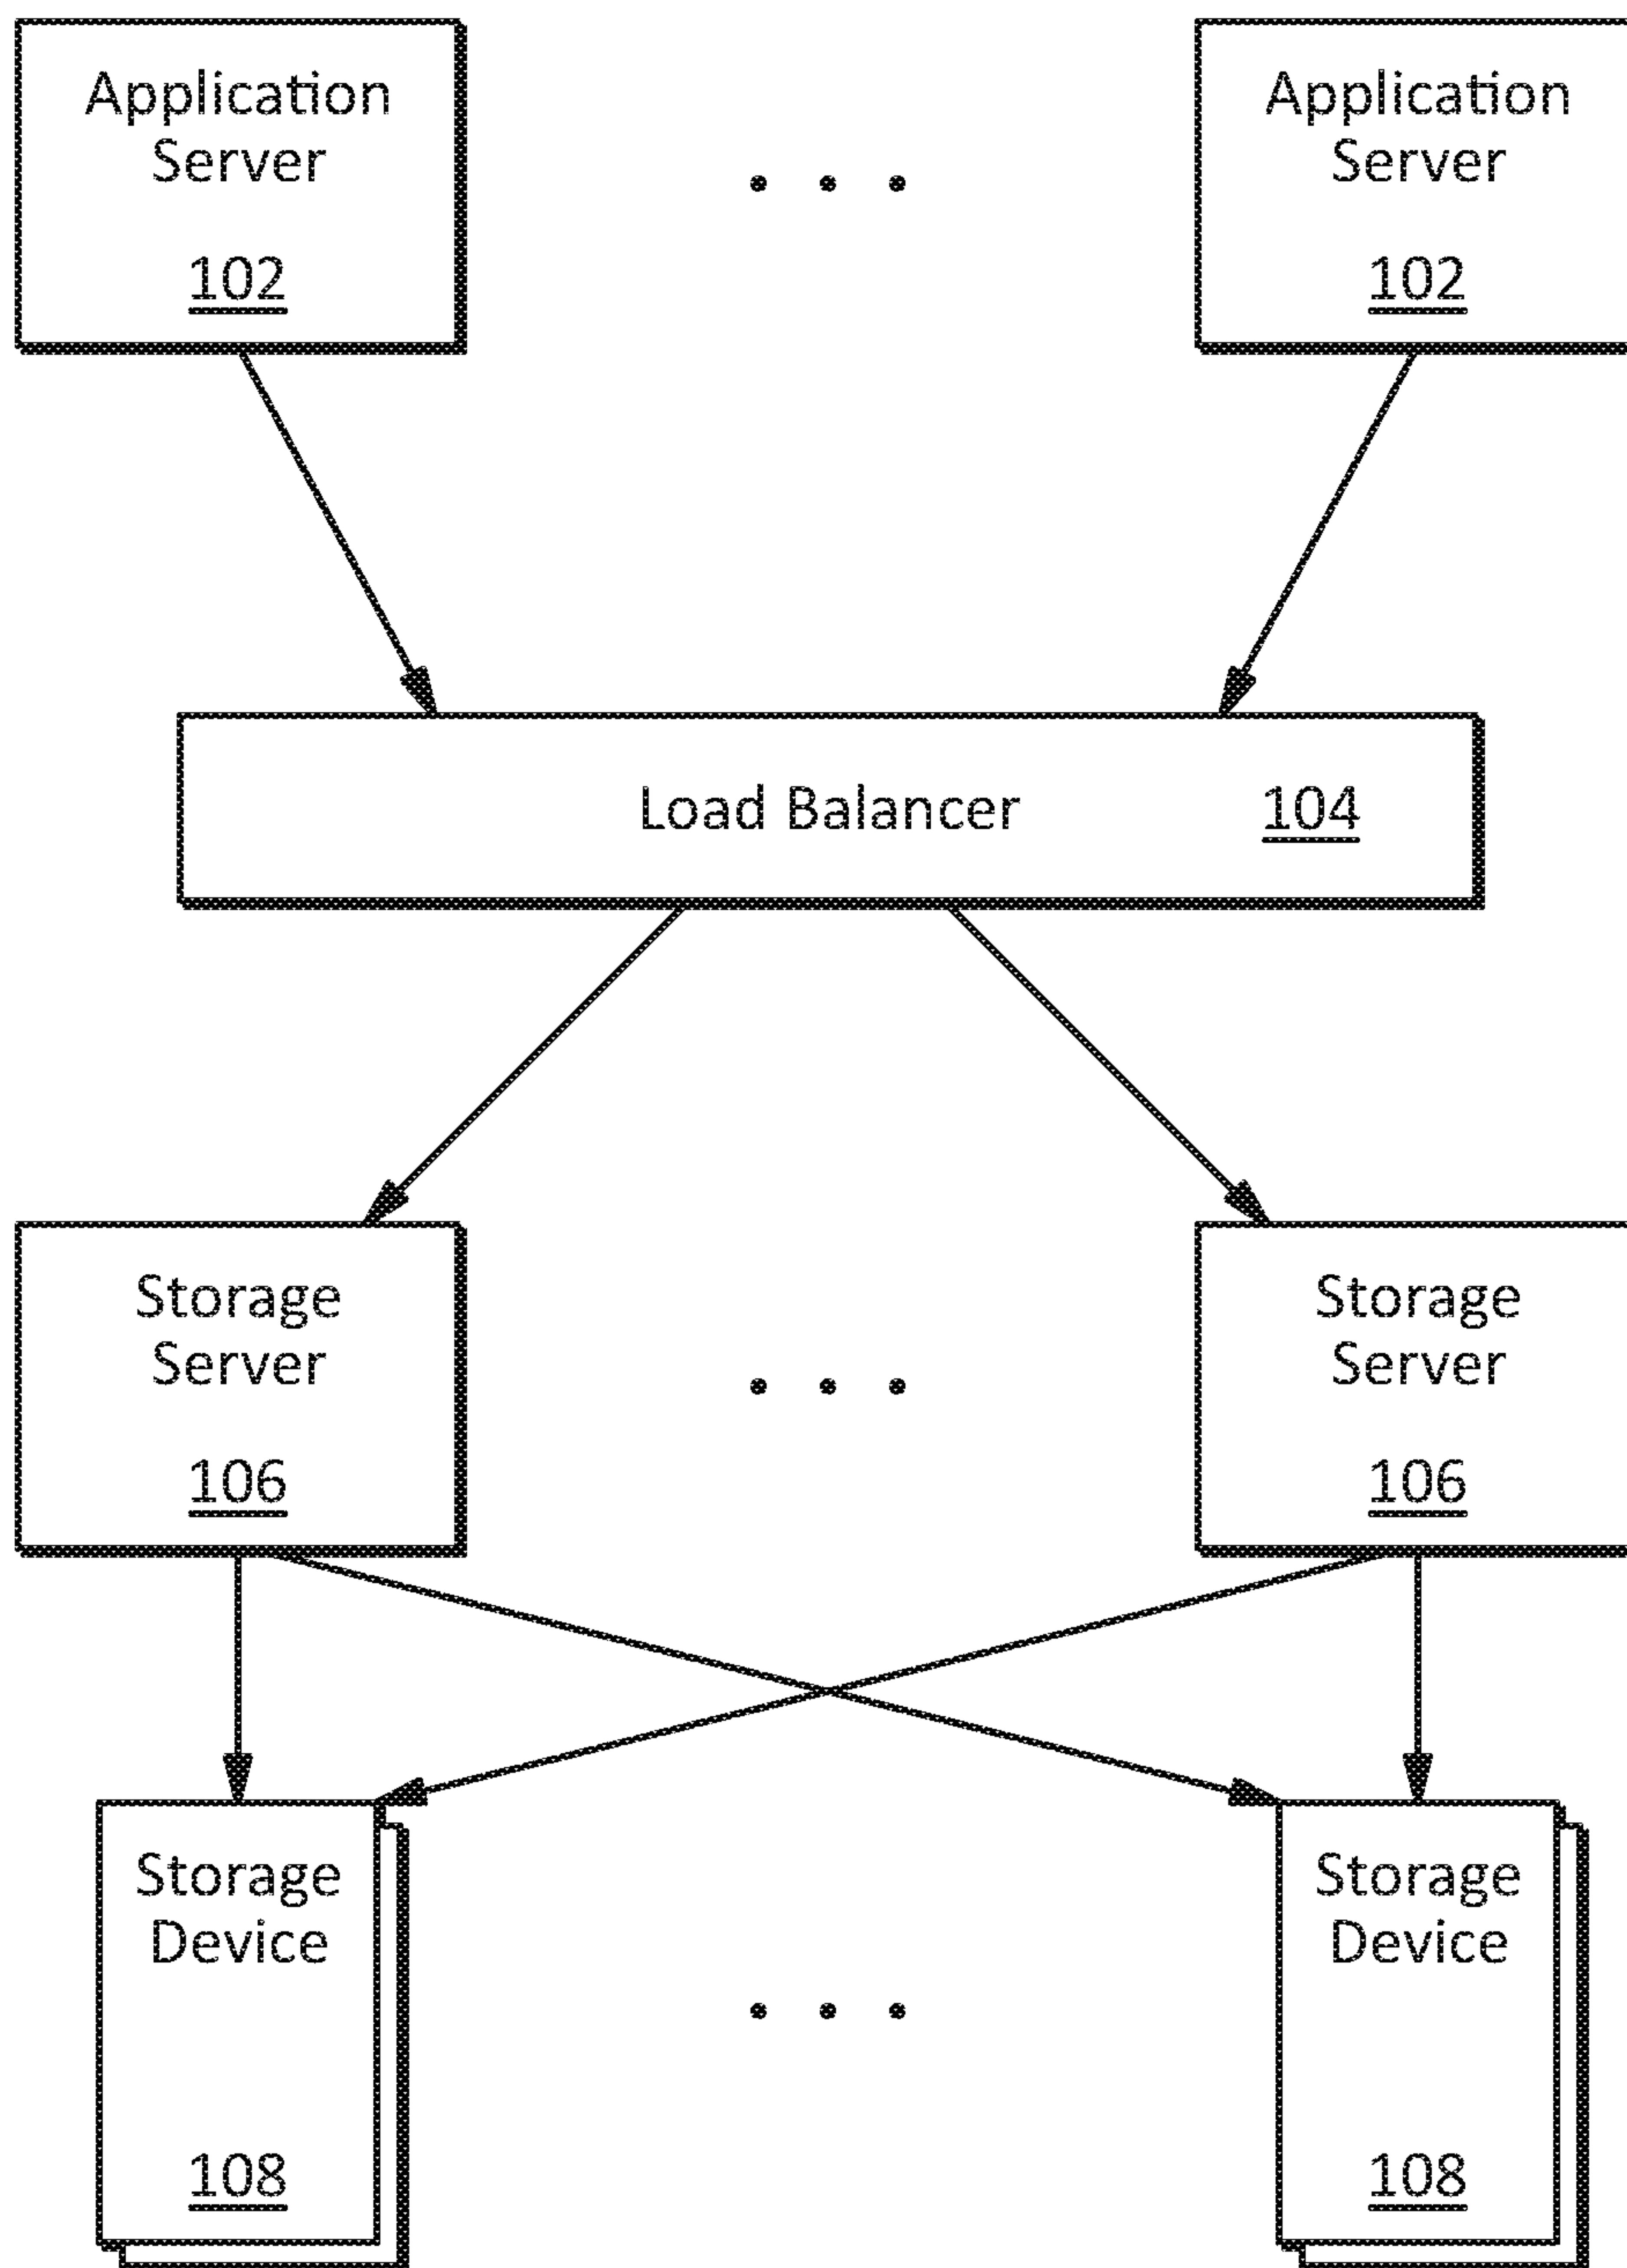 Application
Server
102
. . .
Application
Server
102
Load Balancer 104
Storage
Server
106
. . .
Storage
Server
106
Storage
Device
108
. . .
Storage
Device
108